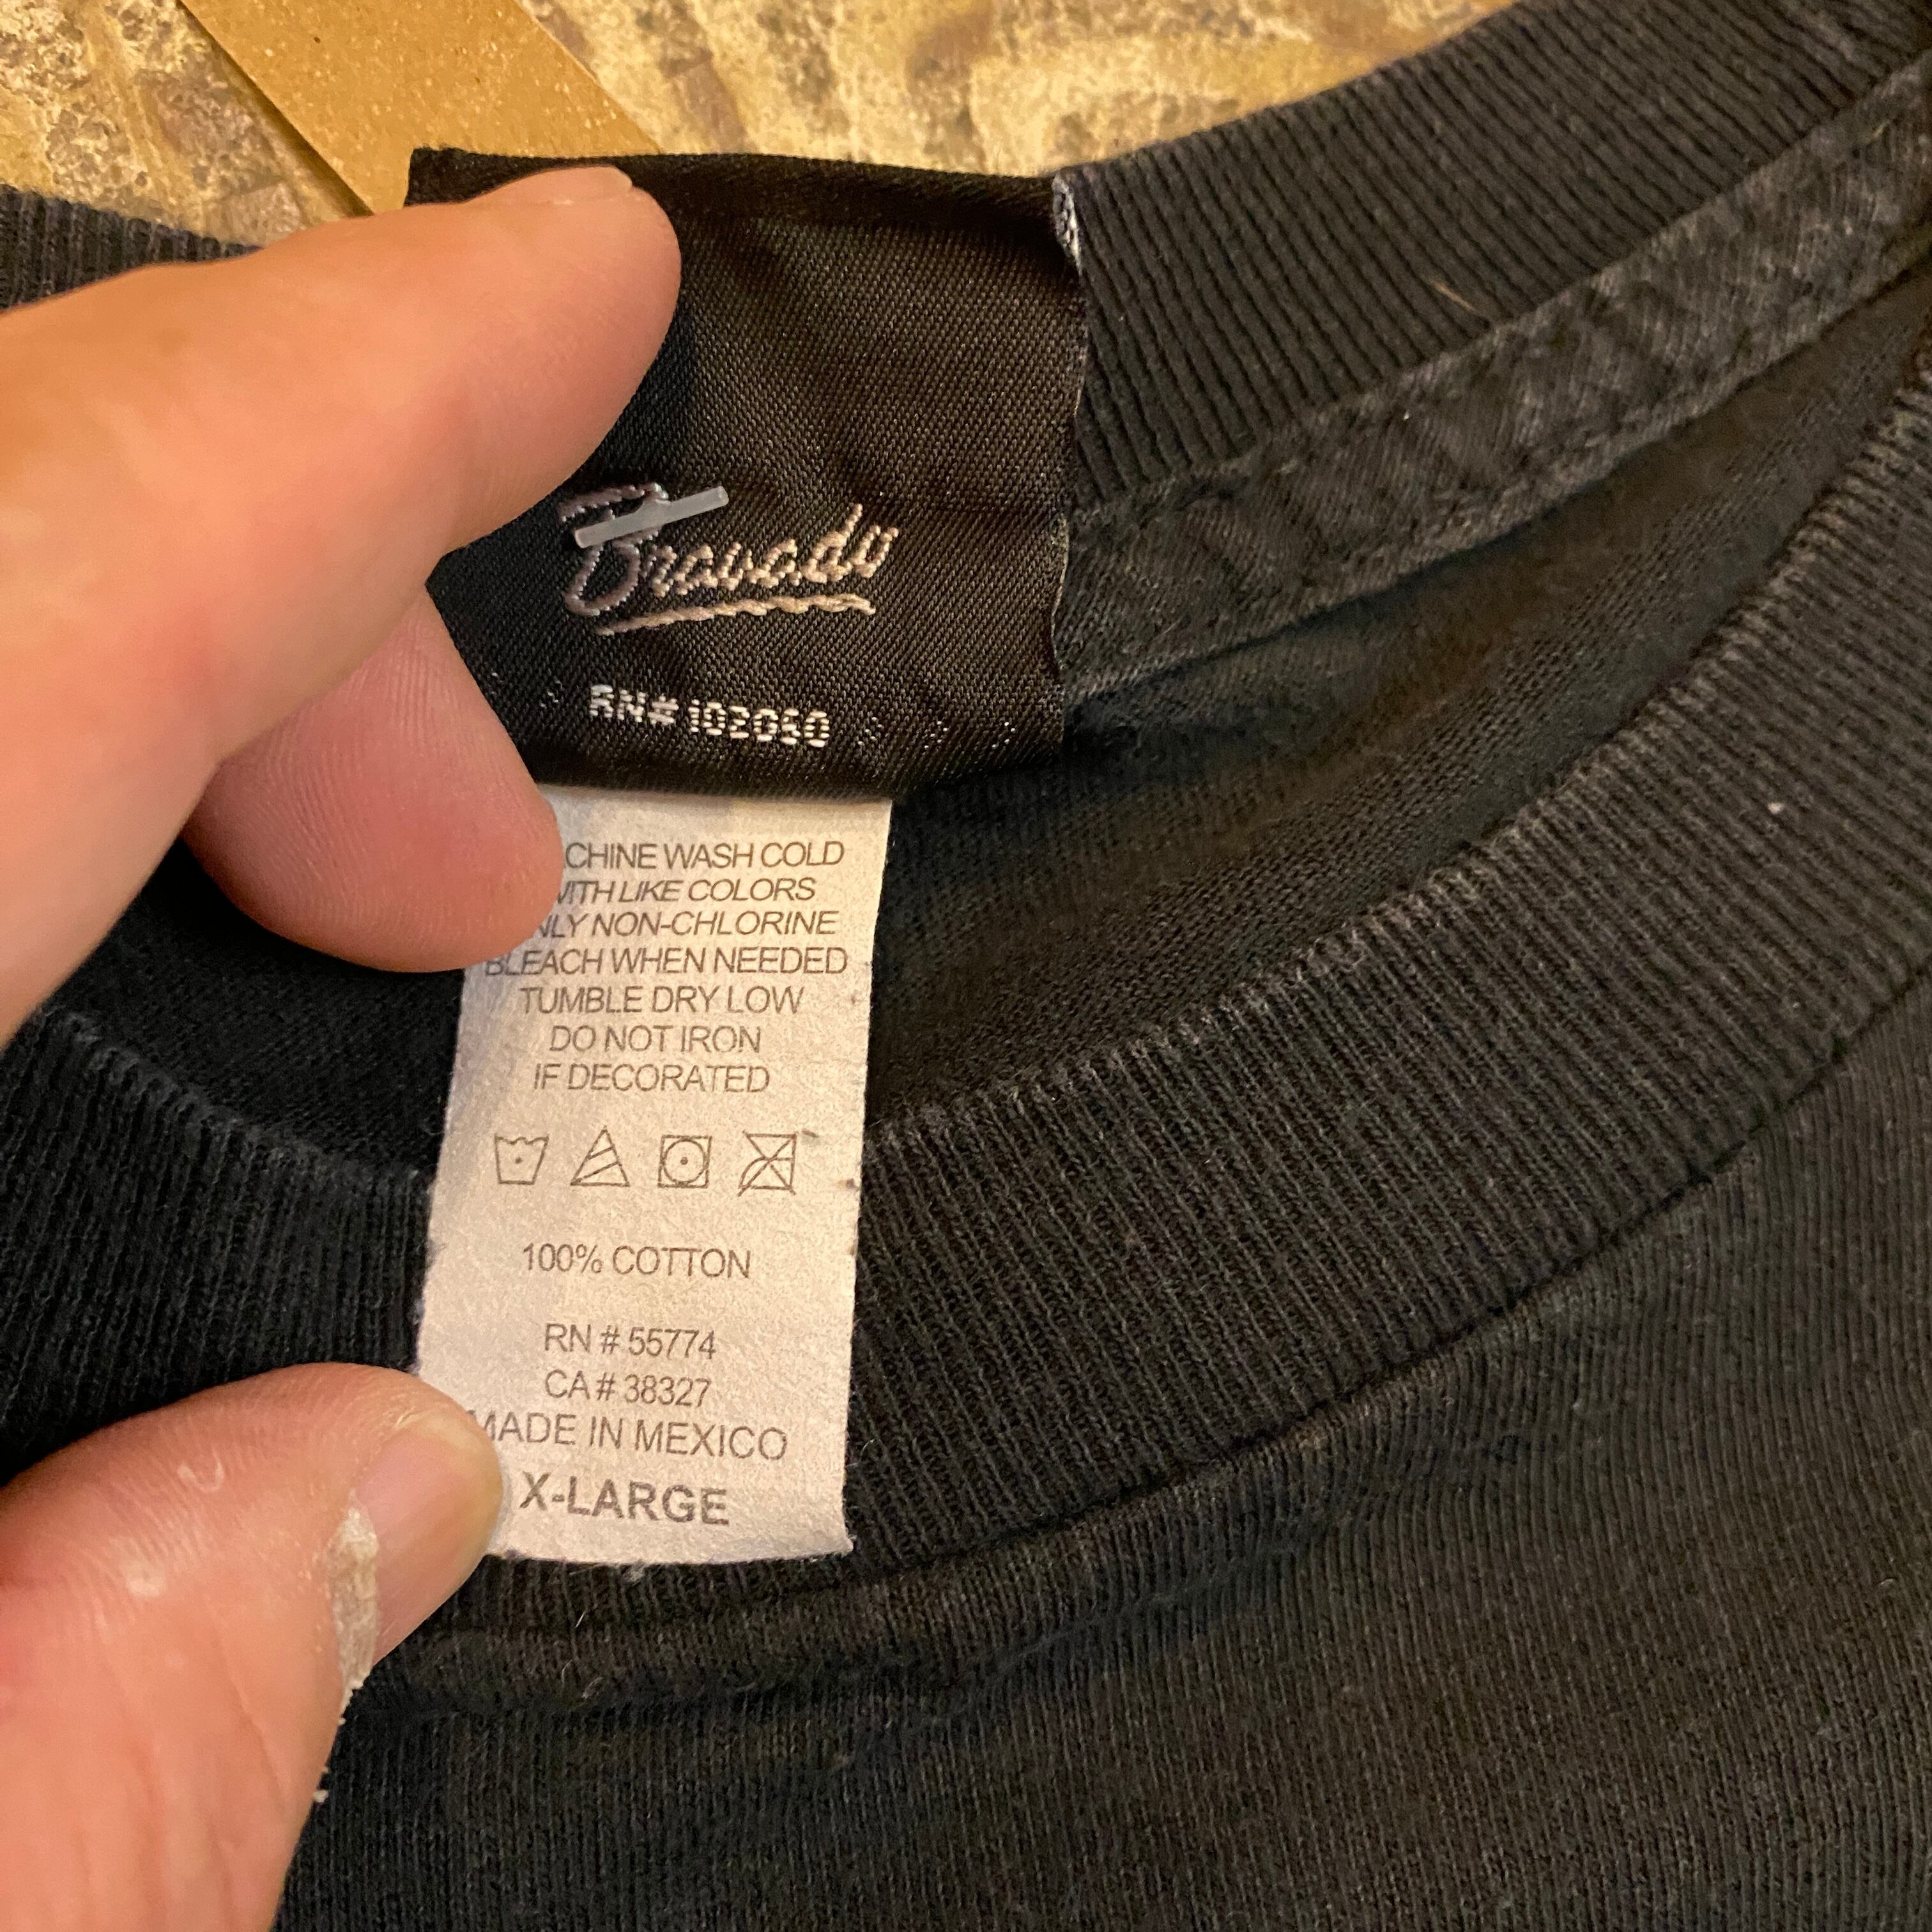 Bravado
RN# 102050
CHINE WASH COLD
WITH LIKE COLORS
NLY NON-CHLORINE
BLEACH WHEN NEEDED
TUMBLE DRY LOW
DO NOT IRON
IF DECORATED
100% COTTON
RN # 55774
CA # 38327
MADE IN MEXICO
X-LARGE